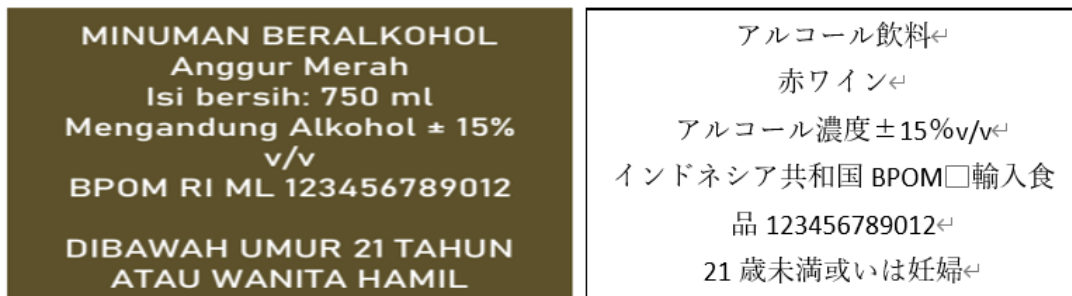 MINUMAN BERALKOHOL
Anggur Merah
Isi bersih: 750 ml
Mengandung Alkohol ± 15%
v/v
BPOM RI ML 123456789012
DIBAWAH UMUR 21 TAHUN
ATAU WANITA HAMIL
アルコール飲料↵
赤ワイン↵
アルコール濃度±15%v/v↵
インドネシア共和国 BPOM□輸入食
品 123456789012↵
21 歳未満或いは妊婦↵